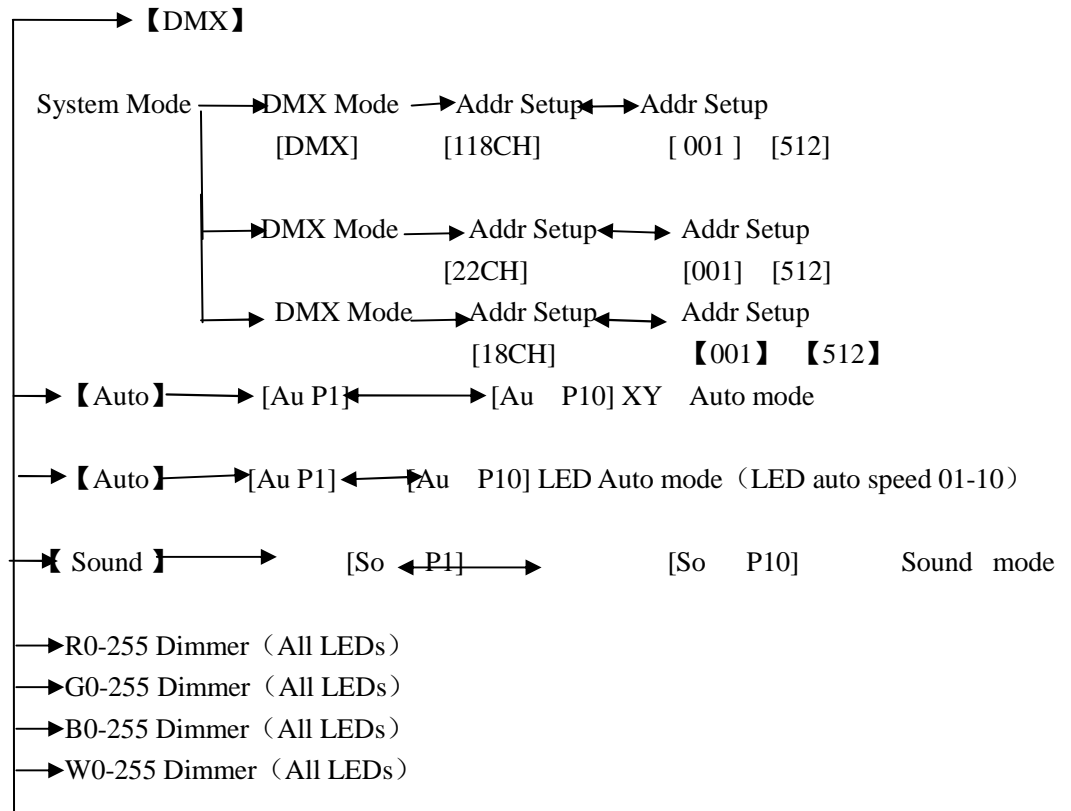 【DMX】
System Mode DMX Mode Addr Setup Addr Setup
[DMX] [118CH] [ 001 ] [512]
DMX Mode Addr Setup Addr Setup
[22CH] [001] [512]
DMX Mode Addr Setup Addr Setup
[18CH] 【001】 【512】
【Auto】 [Au P1] [Au P10] XY Auto mode
【Auto】 [Au P1] [Au P10] LED Auto mode（LED auto speed 01-10）
【 Sound 】 [So P1] [So P10] Sound mode
R0-255 Dimmer（All LEDs）
G0-255 Dimmer（All LEDs）
B0-255 Dimmer（All LEDs）
W0-255 Dimmer（All LEDs）